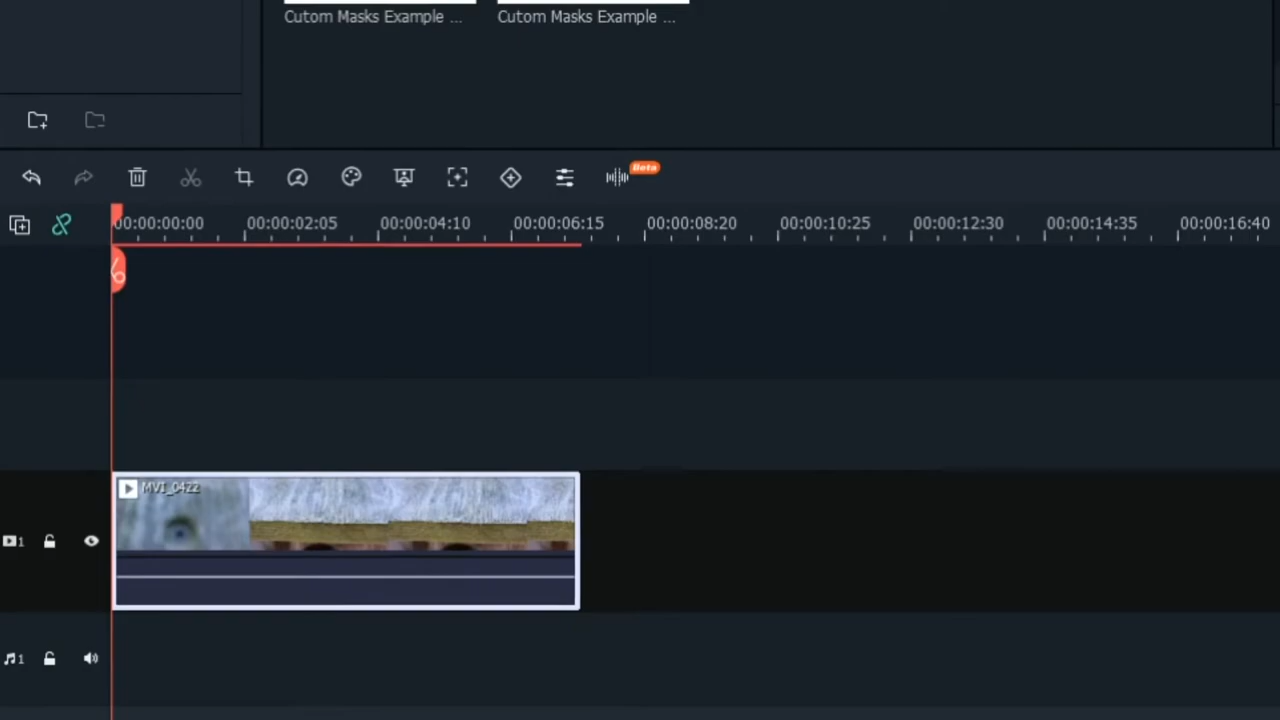 Cutom Masks Example ...
Cutom Masks Example ...
Beta
00:00:00:00
00:00:02:05
00:00:04:10
00:00:06:15
00:00:08:20
00:00:10:25
00:00:12:30
00:00:14:35
00:00:16:40
MVI_0422
1
1